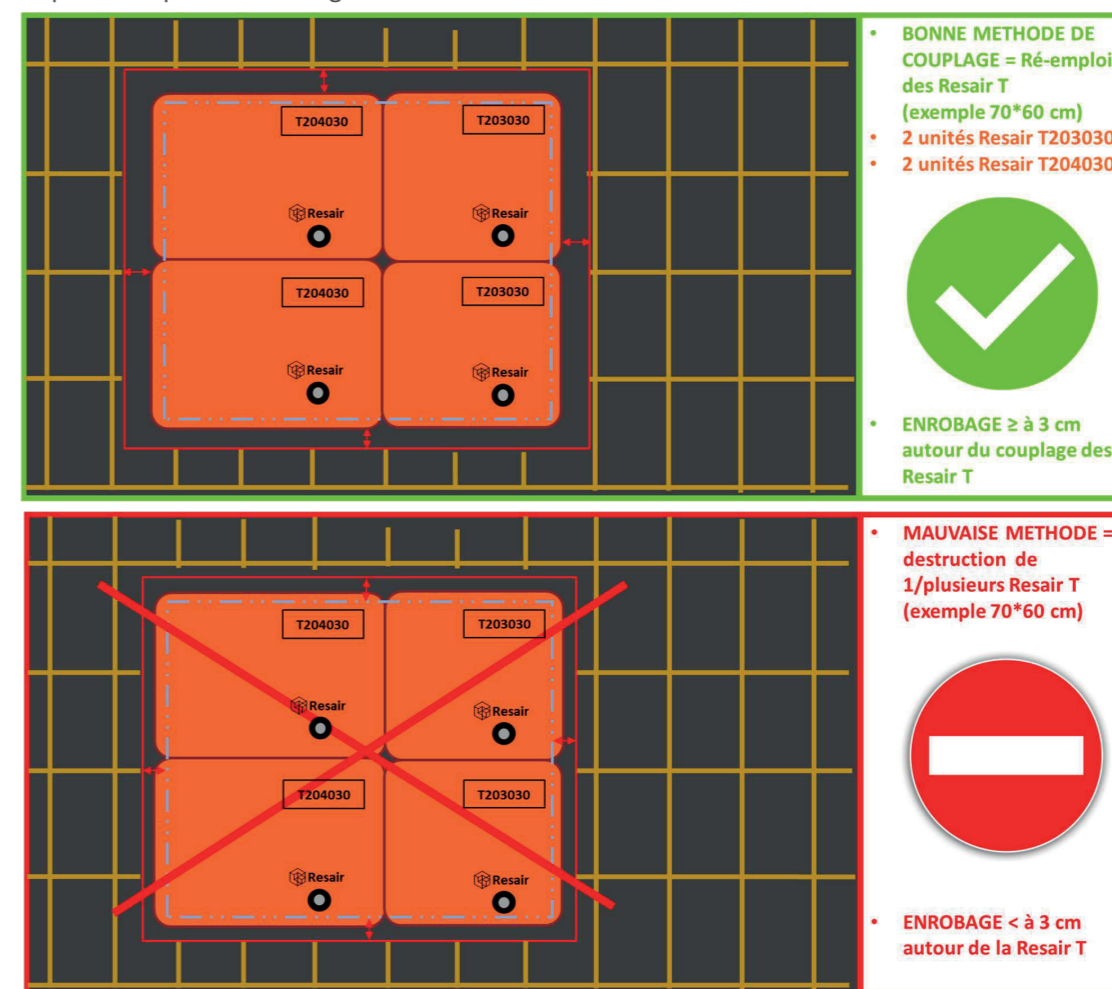 • BONNE METHODE DE
COUPLAGE = Ré-emploi
des Resair T
(exemple 70*60 cm)
• 2 unités Resair T203030
• 2 unités Resair T204030
T204030
T203030
Resair
Resair
T204030
T203030
Resair
Resair
• ENROBAGE ≥ à 3 cm
autour du couplage des
Resair T
• MAUVAISE METHODE =
destruction de
1/plusieurs Resair T
(exemple 70*60 cm)
T204030
T203030
Resair
Resair
T204030
T203030
Resair
Resair
• ENROBAGE < à 3 cm
autour de la Resair T